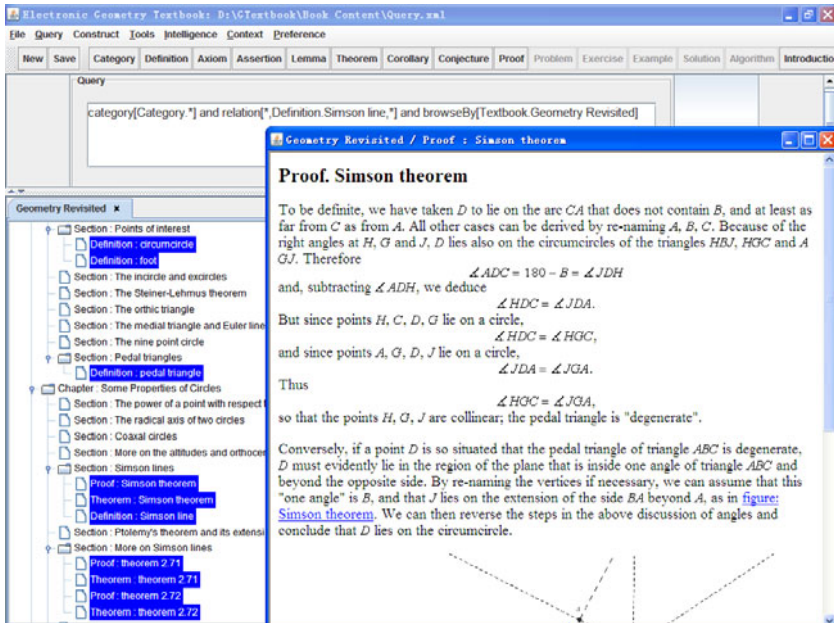 Electronic Geometry Textbook: D:\GTextbook\Book Content\Query.xml
File Query Construct Tools Intelligence Context Preference
New Save Category Definition Axiom Assertion Lemma Theorem Corollary Conjecture Proof Problem Exercise Example Solution Algorithm Introductio
Query
category[Category.*] and relation[*,Definition.Simson line,*] and browseBy[Textbook.Geometry Revisited]
Geometry Revisited ×
Section : Points of interest
Definition : circumcircle
Definition : foot
Section : The incircle and excircles
Section : The Steiner-Lehmus theorem
Section : The orthic triangle
Section : The medial triangle and Euler line
Section : The nine point circle
Section : Pedal triangles
Definition : pedal triangle
Chapter : Some Properties of Circles
Section : The power of a point with respect t
Section : The radical axis of two circles
Section : Coaxal circles
Section : More on the altitudes and orthocer
Section : Simson lines
Proof : Simson theorem
Theorem : Simson theorem
Definition : Simson line
Section : Ptolemy's theorem and its extensi
Section : More on Simson lines
Proof : theorem 2.71
Theorem : theorem 2.71
Proof : theorem 2.72
Theorem : theorem 2.72
Geometry Revisited / Proof : Simson theorem
Proof. Simson theorem
To be definite, we have taken D to lie on the arc CA that does not contain B, and at least as
far from C as from A. All other cases can be derived by re-naming A, B, C. Because of the
right angles at H, G and J, D lies also on the circumcircles of the triangles HBJ, HGC and A
GJ. Therefore
∡ADC = 180 − B = ∡JDH
and, subtracting ∡ADH, we deduce
∡HDC = ∡JDA.
But since points H, C, D, G lie on a circle,
∡HDC = ∡HGC,
and since points A, G, D, J lie on a circle,
∡JDA = ∡JGA.
Thus
∡HGC = ∡JGA,
so that the points H, G, J are collinear; the pedal triangle is "degenerate".
Conversely, if a point D is so situated that the pedal triangle of triangle ABC is degenerate,
D must evidently lie in the region of the plane that is inside one angle of triangle ABC and
beyond the opposite side. By re-naming the vertices if necessary, we can assume that this
"one angle" is B, and that J lies on the extension of the side BA beyond A, as in figure:
Simson theorem. We can then reverse the steps in the above discussion of angles and
conclude that D lies on the circumcircle.